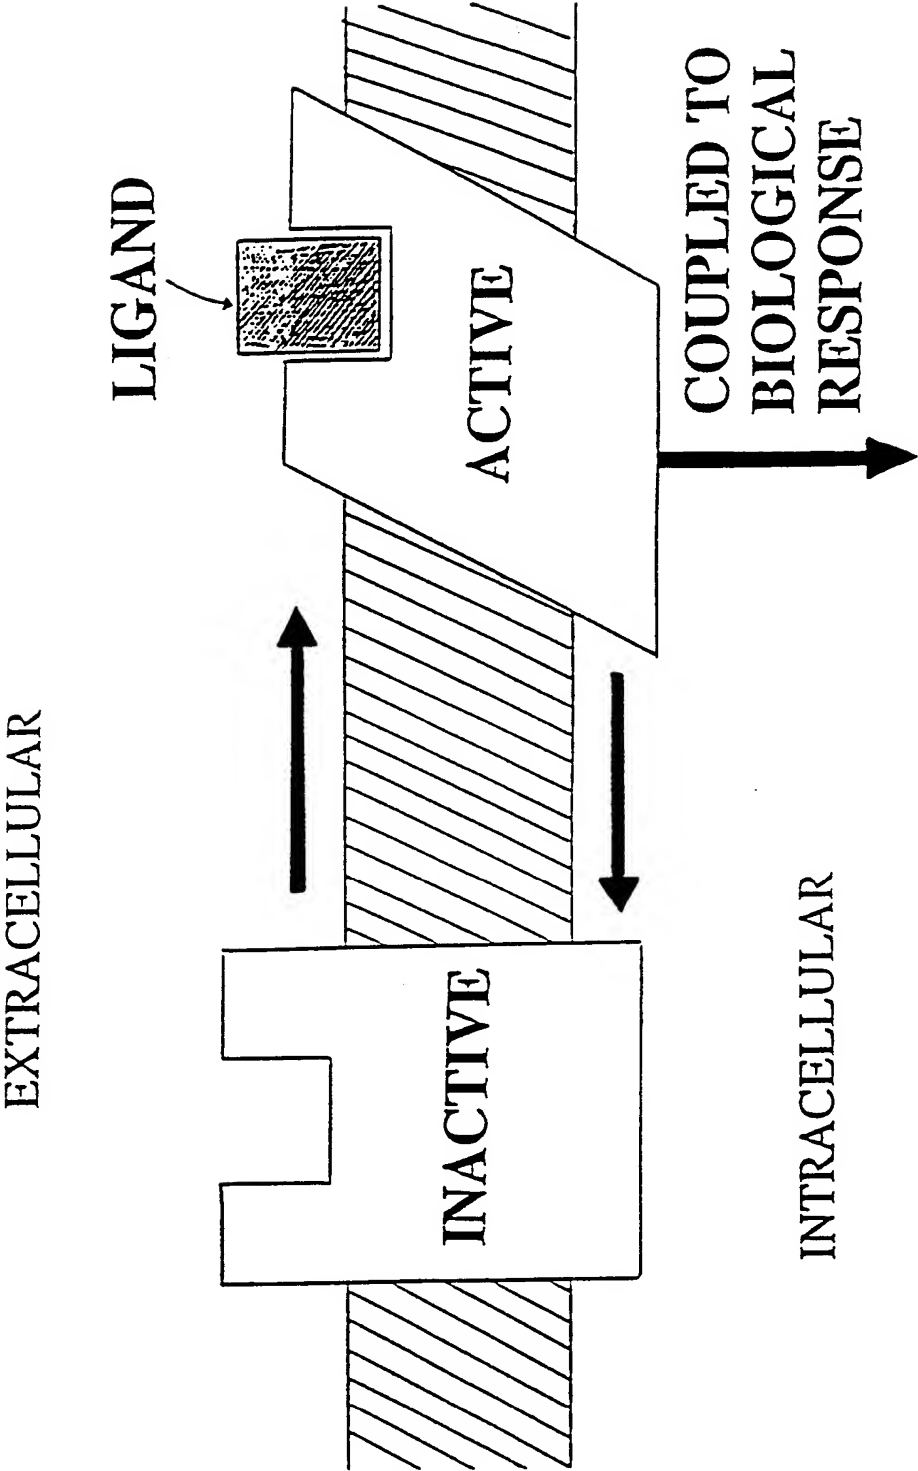 EXTRACELLULAR
LIGAND
INACTIVE
ACTIVE
INTRACELLULAR
COUPLED TO
BIOLOGICAL
RESPONSE